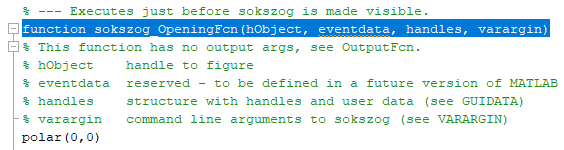 % --- Executes just before sokszog is made visible.
function sokszog_OpeningFcn(hObject, eventdata, handles, varargin)
% This function has no output args, see OutputFcn.
% hObject    handle to figure
% eventdata  reserved - to be defined in a future version of MATLAB
% handles    structure with handles and user data (see GUIDATA)
% varargin   command line arguments to sokszog (see VARARGIN)
polar(0,0)